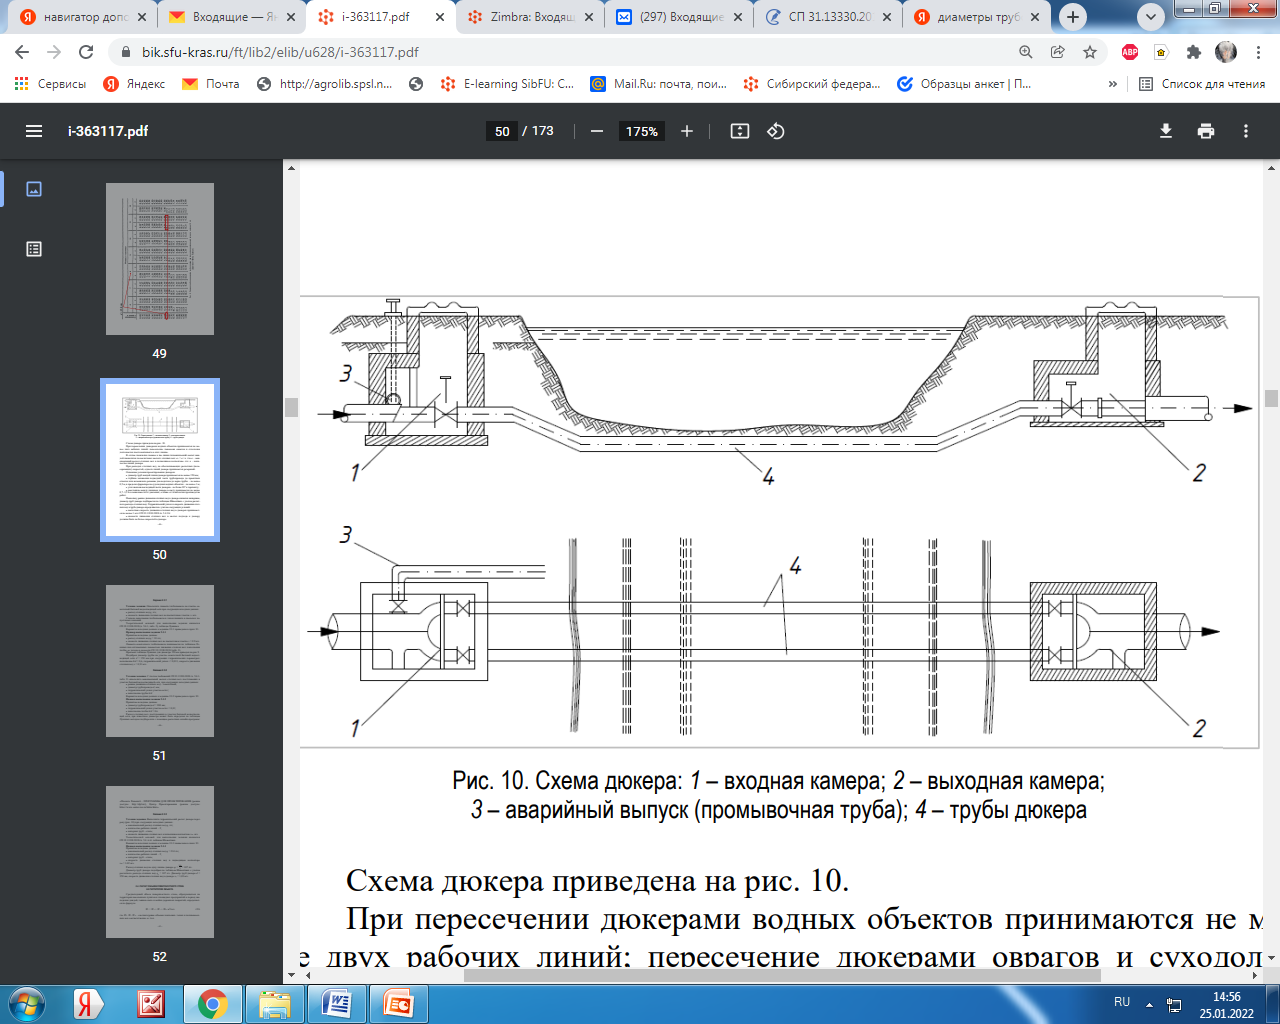 навигатор допо
Входящие — Ян
i-363117.pdf
Zimbra: Входящ
(297) Входящие
СП 31.13330.20
диаметры труб
bik.sfu-kras.ru/ft/lib2/elib/u628/i-363117.pdf
ABP
Сервисы
Яндекс
Почта
http://agrolib.spsl.n...
E-learning SibFU: C...
Mail.Ru: почта, пои...
Сибирский федера...
Образцы анкет | П...
»
Список для чтения
i-363117.pdf
50 / 173
175%
49
50
51
52
3
1
4
2
3
4
1
2
Рис. 10. Схема дюкера: 1 – входная камера; 2 – выходная камера;
3 – аварийный выпуск (промывочная труба); 4 – трубы дюкера
Схема дюкера приведена на рис. 10.
При пересечении дюкерами водных объектов принимаются не м
е двух рабочих линий; пересечение дюкерами оврагов и суходол
RU
14:56
25.01.2022